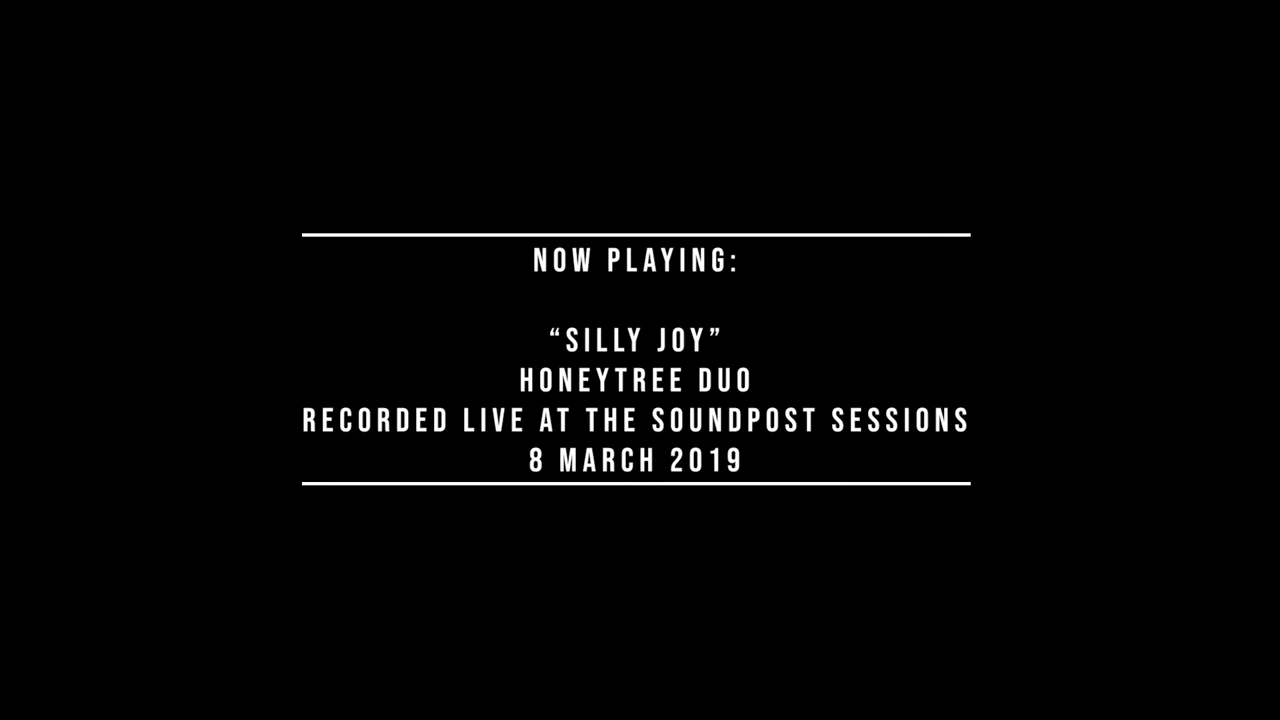 NOW PLAYING:
“SILLY JOY”
HONEYTREE DUO
RECORDED LIVE AT THE SOUNDPOST SESSIONS
8 MARCH 2019